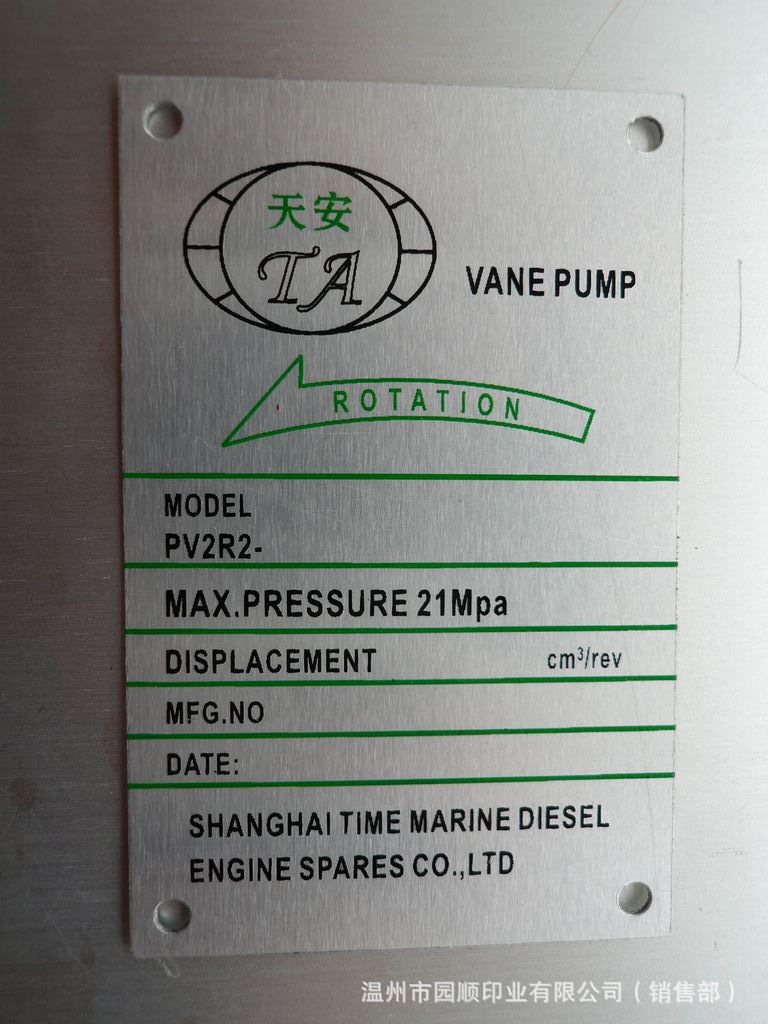 天安
TA
VANE PUMP
ROTATION
MODEL
PV2R2-
MAX.PRESSURE 21Mpa
DISPLACEMENT cm³/rev
MFG.NO
DATE:
SHANGHAI TIME MARINE DIESEL
ENGINE SPARES CO.,LTD
温州市园顺印业有限公司（销售部）